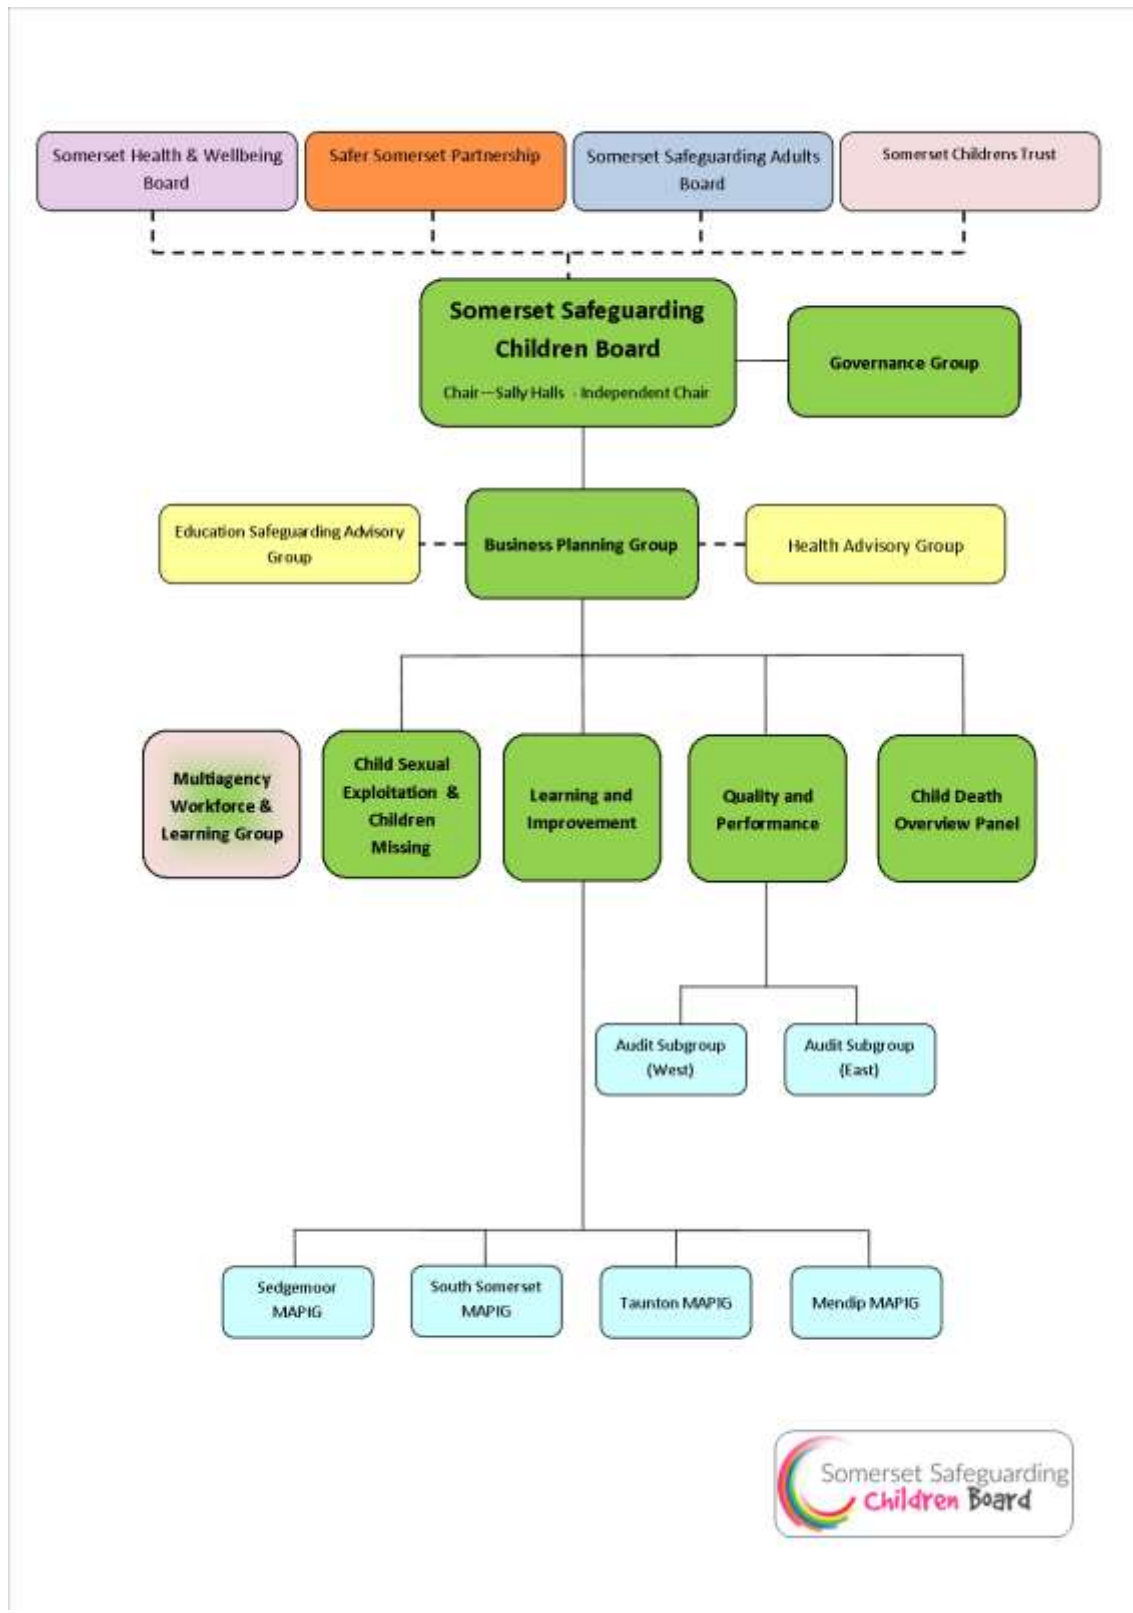 Somerset Health & Wellbeing
Board
Safer Somerset Partnership
Somerset Safeguarding Adults
Board
Somerset Childrens Trust
Somerset Safeguarding
Children Board
Chair—Sally Halls - Independent Chair
Governance Group
Education Safeguarding Advisory
Group
Business Planning Group
Health Advisory Group
Multiagency
Workforce &
Learning Group
Child Sexual
Exploitation &
Children
Missing
Learning and
Improvement
Quality and
Performance
Child Death
Overview Panel
Audit Subgroup
(West)
Audit Subgroup
(East)
Sedgemoor
MAPIG
South Somerset
MAPIG
Taunton MAPIG
Mendip MAPIG
Somerset Safeguarding
Children Board